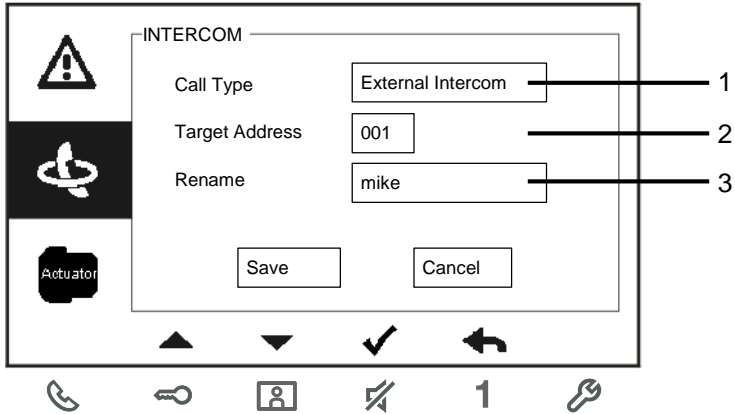 INTERCOM
Call Type External Intercom 1
Target Address 001 2
Rename mike 3
Save Cancel
Actuator
1